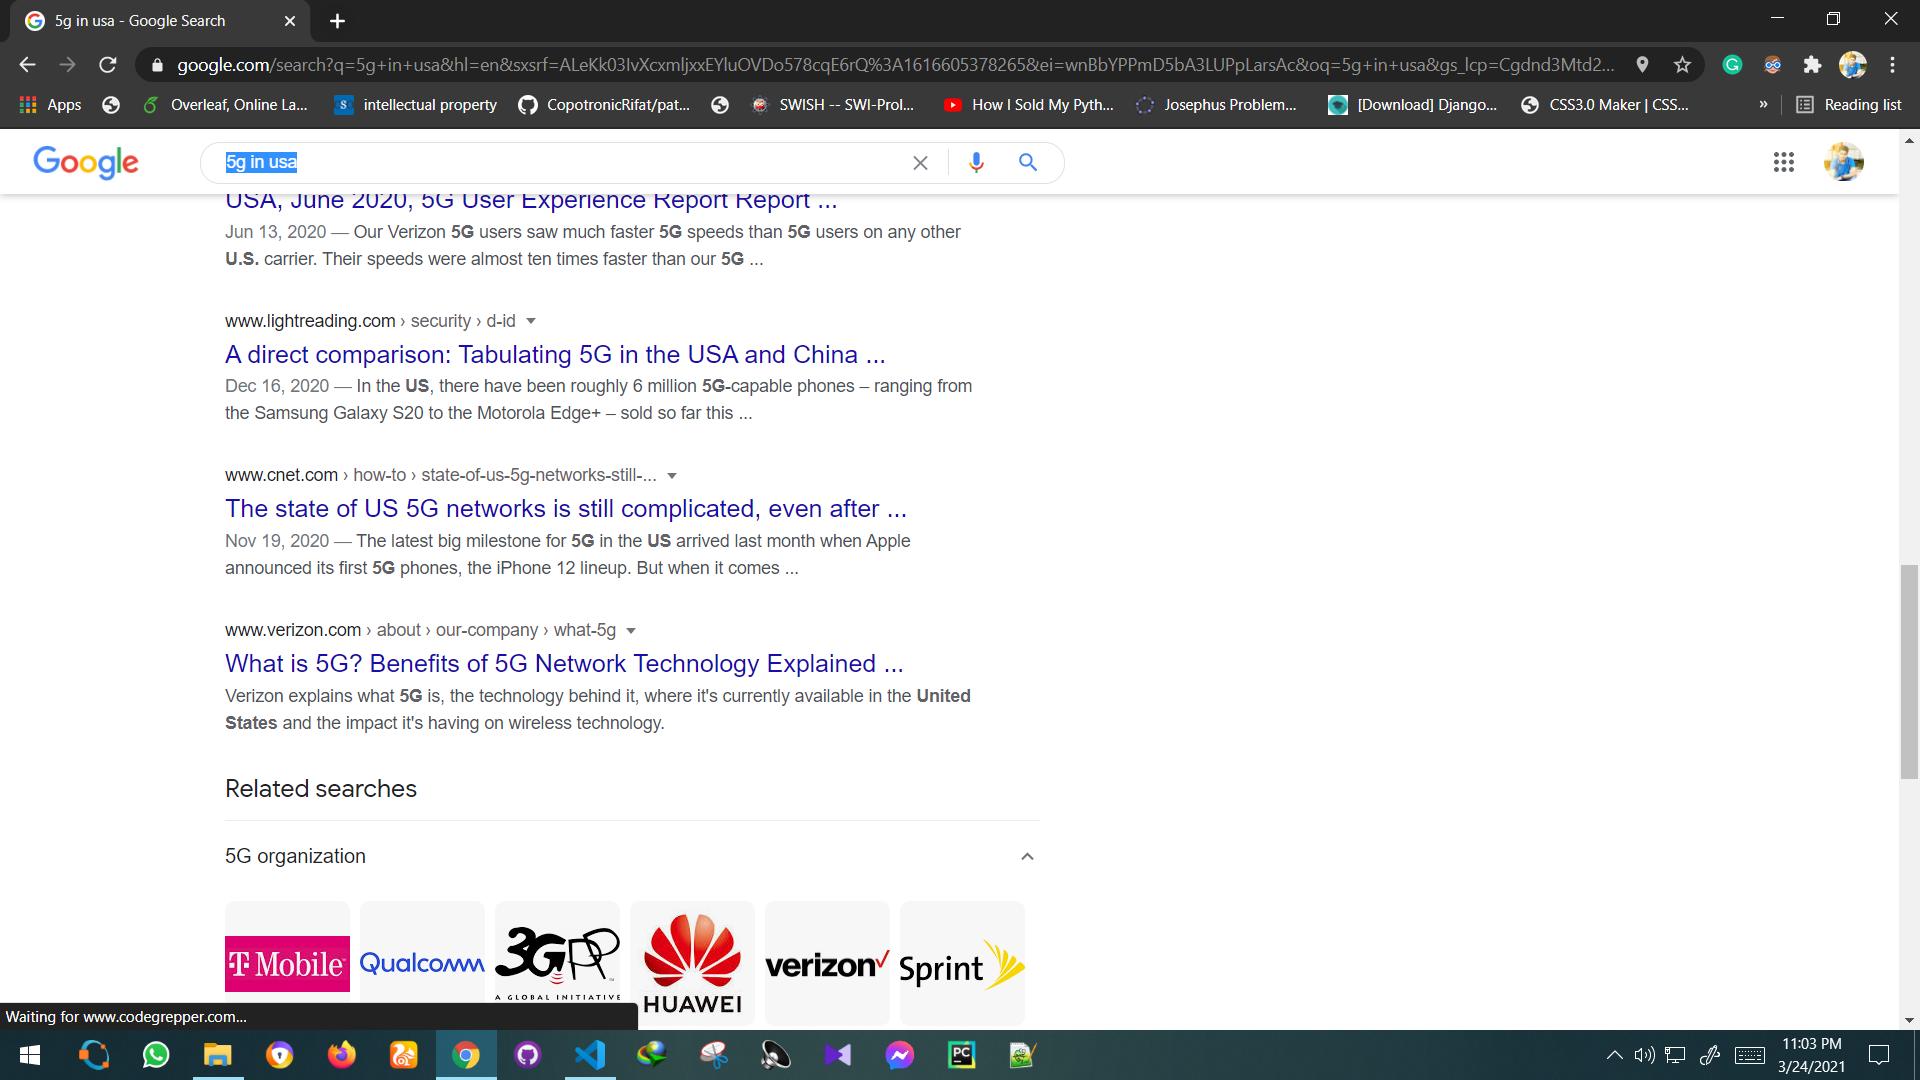 5g in usa - Google Search
google.com/search?q=5g+in+usa&hl=en&sxsrf=ALeKk03IvXcxmljxxEYluOVDo578cqE6rQ%3A1616605378265&ei=wnBbYPPmD5bA3LUPpLarsAc&oq=5g+in+usa&gs_lcp=Cgdnd3Mtd2...
Apps Overleaf, Online La... intellectual property CopotronicRifat/pat... SWISH -- SWI-Prol... How I Sold My Pyth... Josephus Problem... [Download] Django... CSS3.0 Maker | CSS... » Reading list
Google 5g in usa
USA, June 2020, 5G User Experience Report Report ...
Jun 13, 2020 — Our Verizon 5G users saw much faster 5G speeds than 5G users on any other
U.S. carrier. Their speeds were almost ten times faster than our 5G ...
www.lightreading.com › security › d-id
A direct comparison: Tabulating 5G in the USA and China ...
Dec 16, 2020 — In the US, there have been roughly 6 million 5G-capable phones – ranging from
the Samsung Galaxy S20 to the Motorola Edge+ – sold so far this ...
www.cnet.com › how-to › state-of-us-5g-networks-still-...
The state of US 5G networks is still complicated, even after ...
Nov 19, 2020 — The latest big milestone for 5G in the US arrived last month when Apple
announced its first 5G phones, the iPhone 12 lineup. But when it comes ...
www.verizon.com › about › our-company › what-5g
What is 5G? Benefits of 5G Network Technology Explained ...
Verizon explains what 5G is, the technology behind it, where it's currently available in the United
States and the impact it's having on wireless technology.
Related searches
5G organization
T Mobile Qualcomm 3GPP verizon Sprint
A GLOBAL INITIATIVE HUAWEI
Waiting for www.codegrepper.com...
PC 11:03 PM
3/24/2021